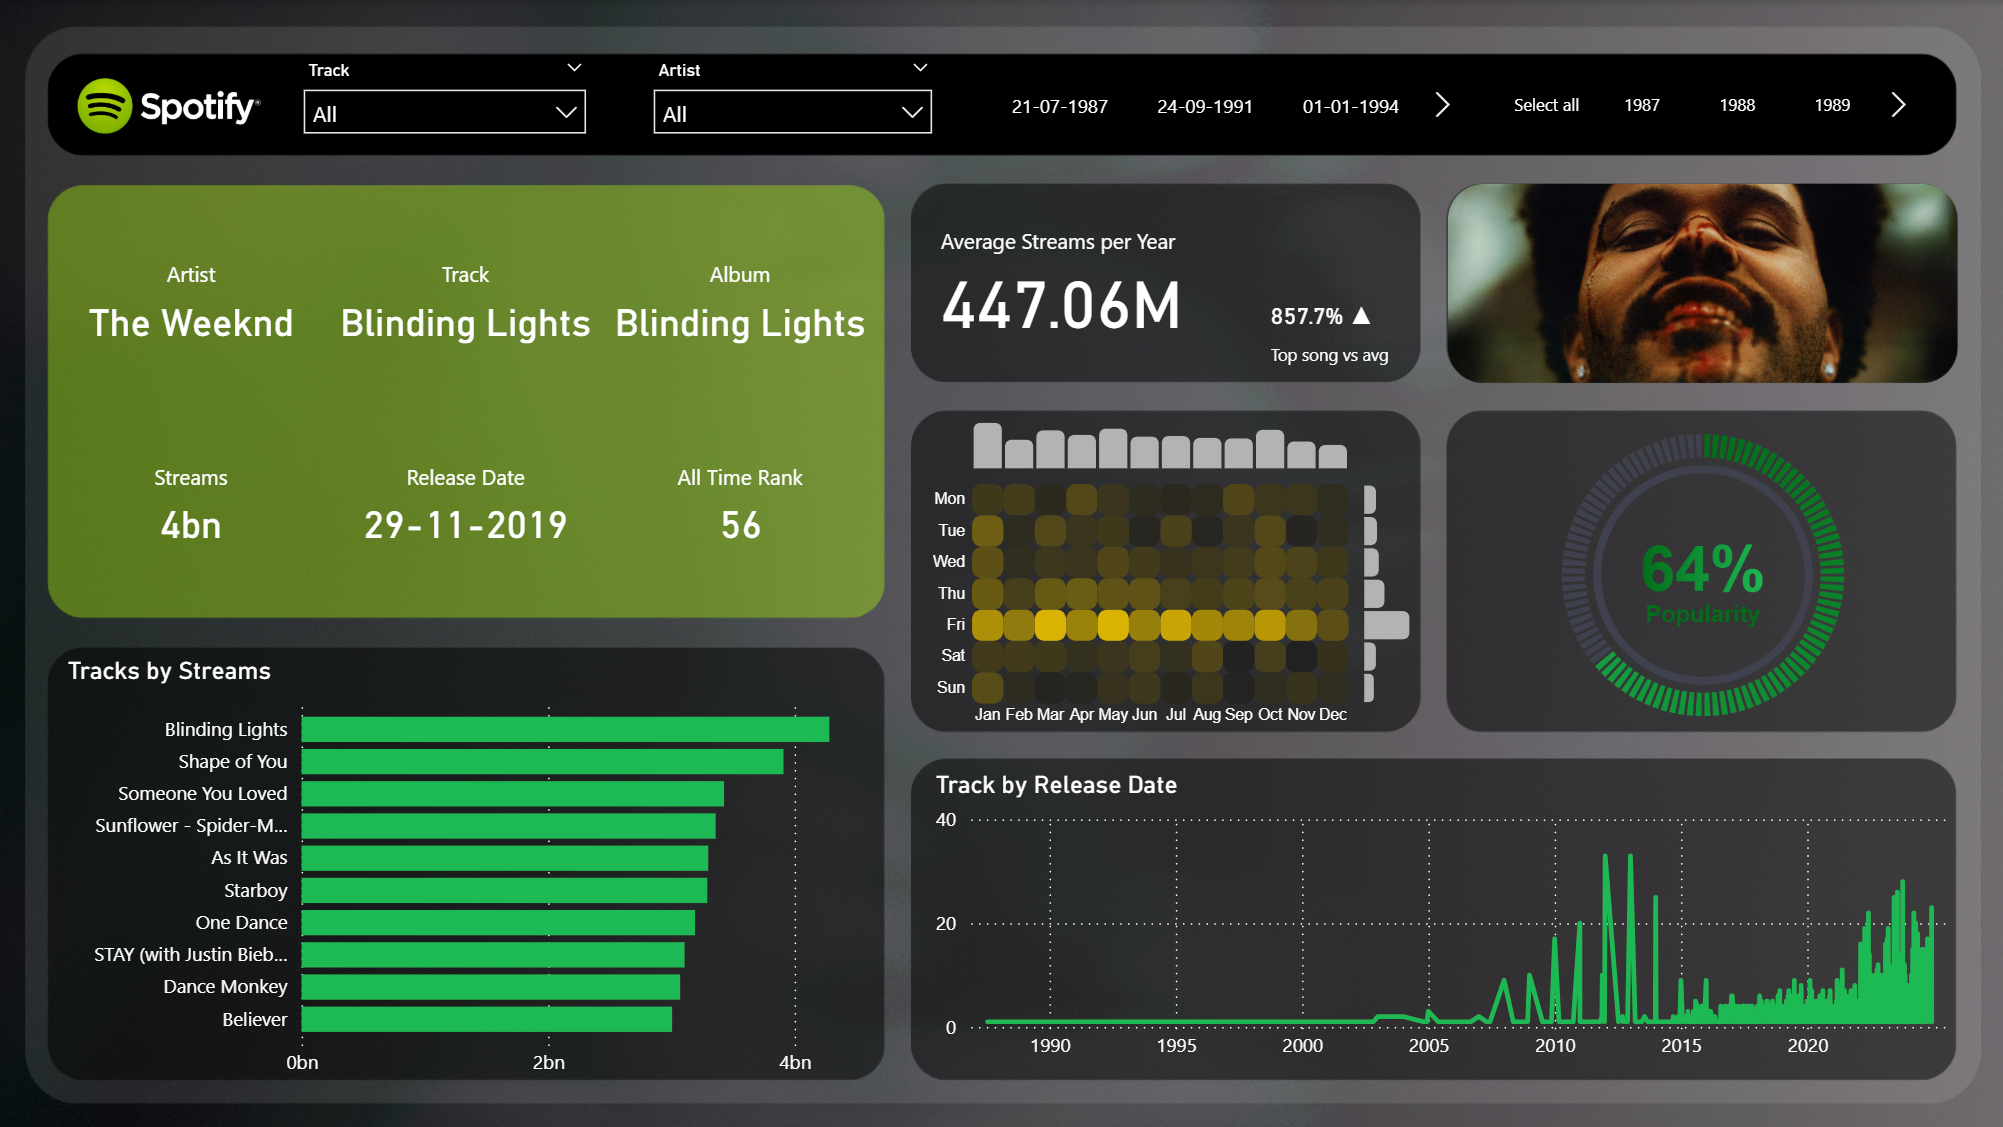 Spotify®
Track
All
Artist
All
21-07-1987 24-09-1991 01-01-1994
Select all 1987 1988 1989
Artist Track Album
The Weeknd Blinding Lights Blinding Lights
Streams Release Date All Time Rank
4bn 29-11-2019 56
Average Streams per Year
447.06M
857.7% ▲
Top song vs avg
Mon
Tue
Wed
Thu
Fri
Sat
Sun
Jan Feb Mar Apr May Jun Jul Aug Sep Oct Nov Dec
64%
Popularity
Tracks by Streams
Blinding Lights
Shape of You
Someone You Loved
Sunflower - Spider-M...
As It Was
Starboy
One Dance
STAY (with Justin Bieb...
Dance Monkey
Believer
0bn 2bn 4bn
Track by Release Date
40
20
0
1990 1995 2000 2005 2010 2015 2020